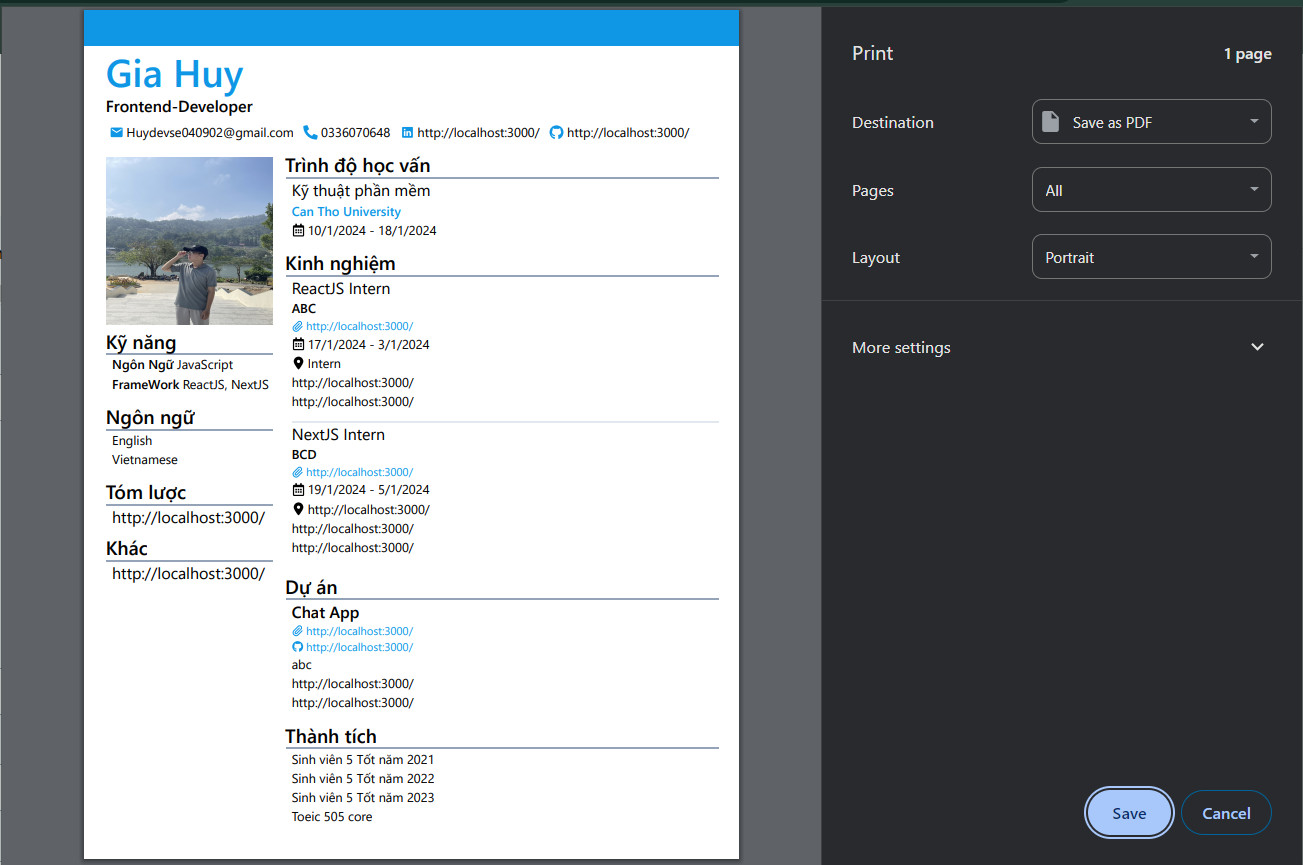 Gia Huy
Frontend-Developer
Huydevse040902@gmail.com 0336070648 http://localhost:3000/ http://localhost:3000/
Kỹ năng
Ngôn Ngữ JavaScript
FrameWork ReactJS, NextJS
Ngôn ngữ
English
Vietnamese
Tóm lược
http://localhost:3000/
Khác
http://localhost:3000/
Trình độ học vấn
Kỹ thuật phần mềm
Can Tho University
10/1/2024 - 18/1/2024
Kinh nghiệm
ReactJS Intern
ABC
http://localhost:3000/
17/1/2024 - 3/1/2024
Intern
http://localhost:3000/
http://localhost:3000/
NextJS Intern
BCD
http://localhost:3000/
19/1/2024 - 5/1/2024
http://localhost:3000/
http://localhost:3000/
http://localhost:3000/
Dự án
Chat App
http://localhost:3000/
http://localhost:3000/
abc
http://localhost:3000/
http://localhost:3000/
Thành tích
Sinh viên 5 Tốt năm 2021
Sinh viên 5 Tốt năm 2022
Sinh viên 5 Tốt năm 2023
Toeic 505 core
Print 1 page
Destination Save as PDF
Pages All
Layout Portrait
More settings
Save Cancel